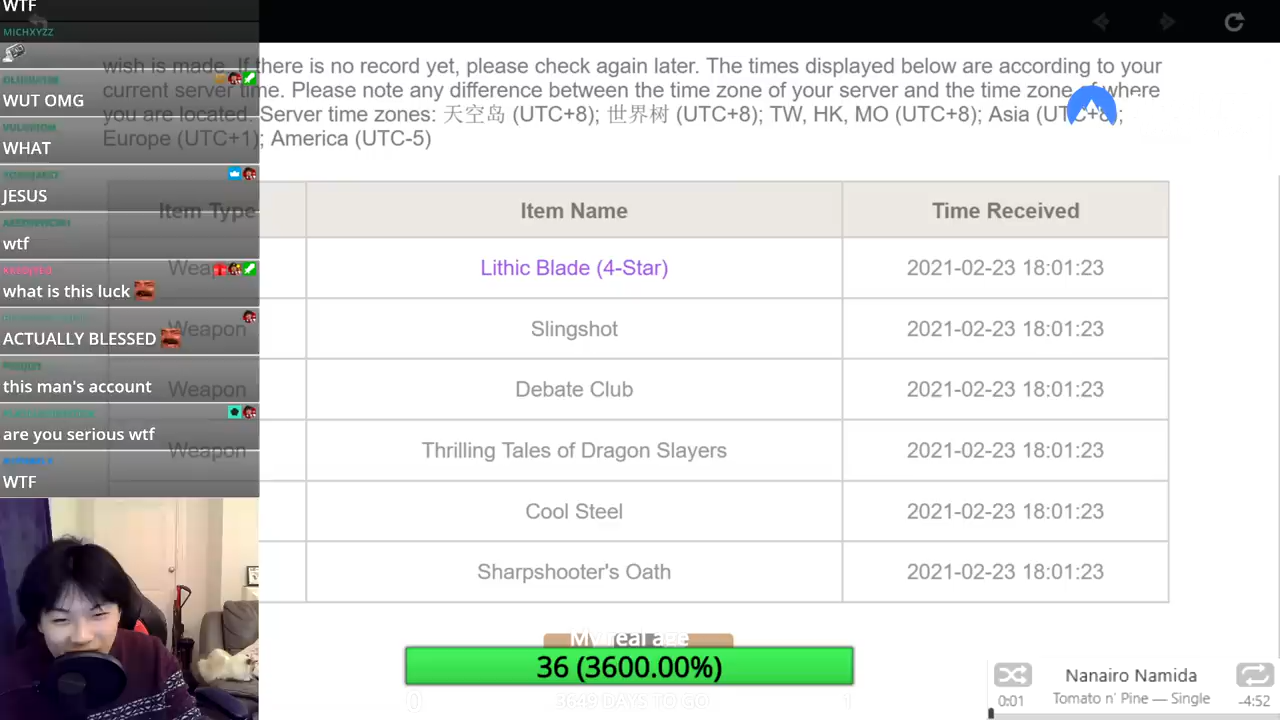 WTF
MICHXYZZ
wish is made. If there is no record yet, please check again later. The times displayed below are according to your
current server time. Please note any difference between the time zone of your server and the time zone of where
you are located. Server time zones: 天空岛 (UTC+8); 世界树 (UTC+8); TW, HK, MO (UTC+8); Asia (UTC+8);
Europe (UTC+1); America (UTC-5)
WUT OMG
WHAT
JESUS
wtf
what is this luck
ACTUALLY BLESSED
this man's account
are you serious wtf
WTF
Item Type Item Name Time Received
Weapon Lithic Blade (4-Star) 2021-02-23 18:01:23
Weapon Slingshot 2021-02-23 18:01:23
Weapon Debate Club 2021-02-23 18:01:23
Weapon Thrilling Tales of Dragon Slayers 2021-02-23 18:01:23
Cool Steel 2021-02-23 18:01:23
Sharpshooter's Oath 2021-02-23 18:01:23
My real age
36 (3600.00%)
0 3649 DAYS TO GO 1
Nanairo Namida
Tomato n' Pine — Single
0:01 -4:52